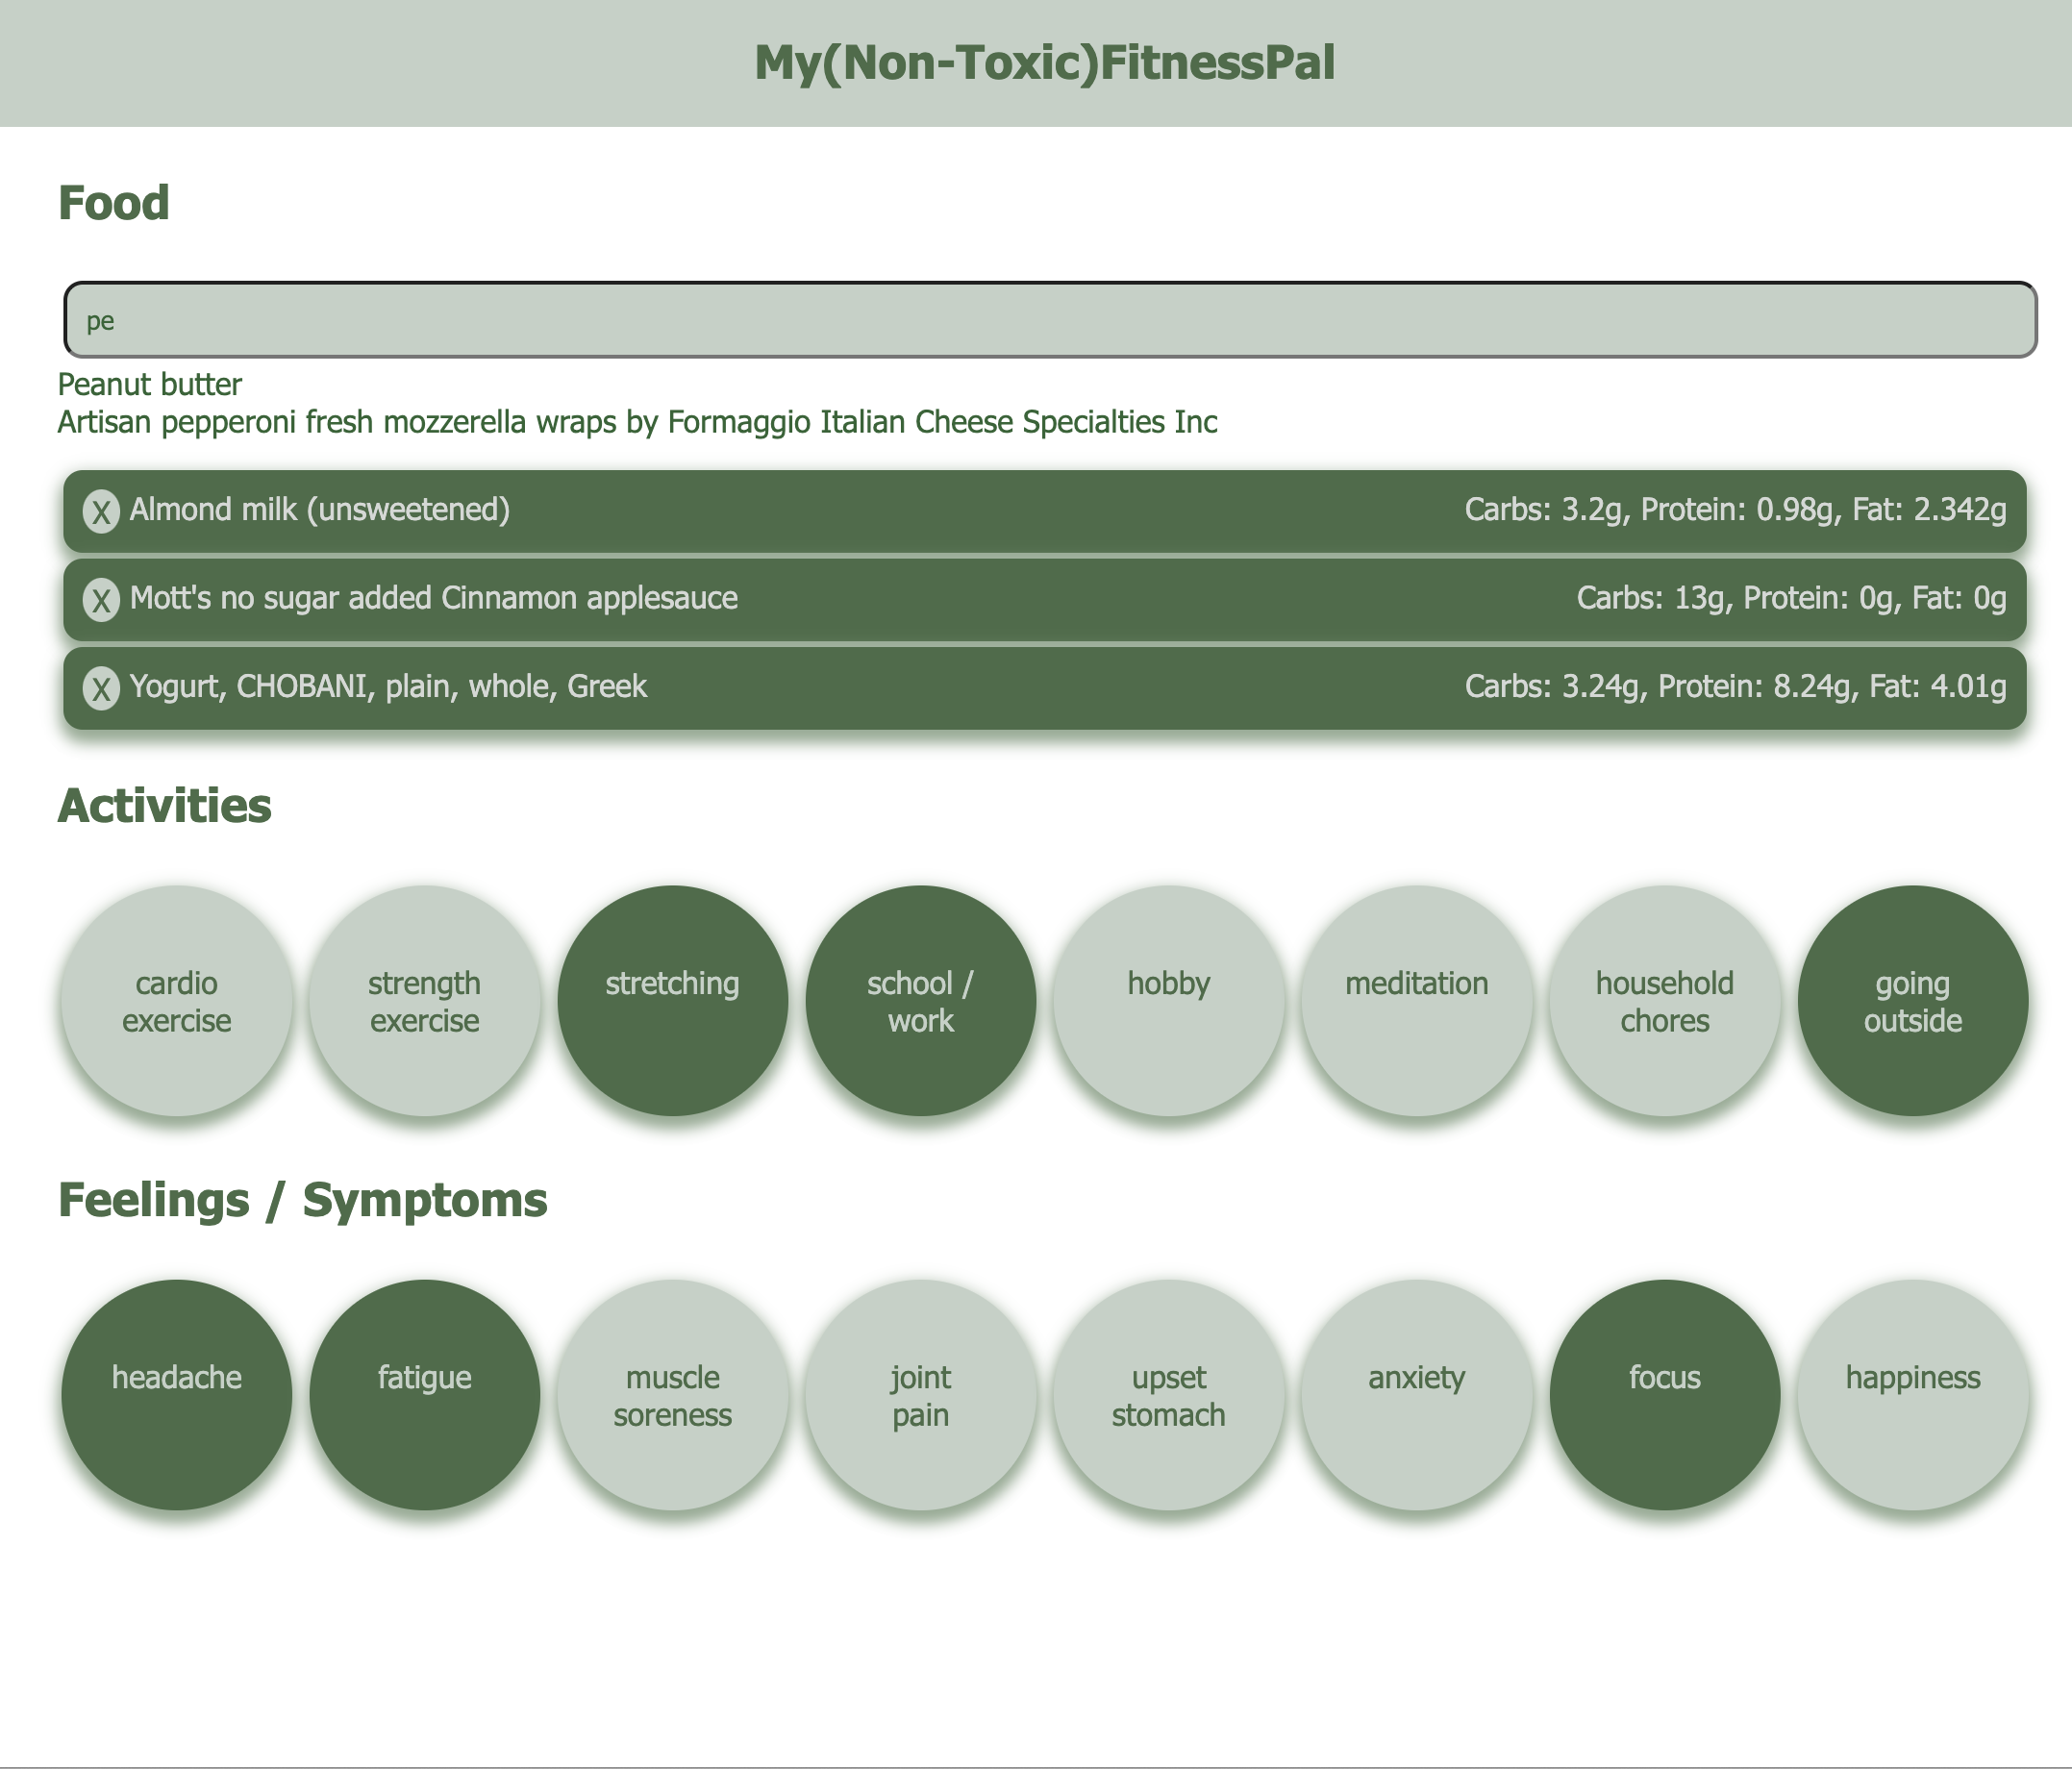 My(Non-Toxic)FitnessPal
Food
pe
Peanut butter
Artisan pepperoni fresh mozzerella wraps by Formaggio Italian Cheese Specialties Inc
X Almond milk (unsweetened) Carbs: 3.2g, Protein: 0.98g, Fat: 2.342g
X Mott's no sugar added Cinnamon applesauce Carbs: 13g, Protein: 0g, Fat: 0g
X Yogurt, CHOBANI, plain, whole, Greek Carbs: 3.24g, Protein: 8.24g, Fat: 4.01g
Activities
cardio
exercise
strength
exercise
stretching
school /
work
hobby
meditation
household
chores
going
outside
Feelings / Symptoms
headache
fatigue
muscle
soreness
joint
pain
upset
stomach
anxiety
focus
happiness